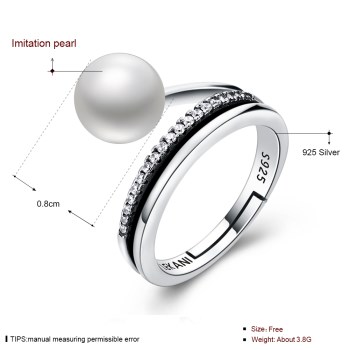 Imitation pearl
925 Silver
S925
0.8cm
Size: Free
TIPS:manual measuring permissible error
Weight: About 3.8G